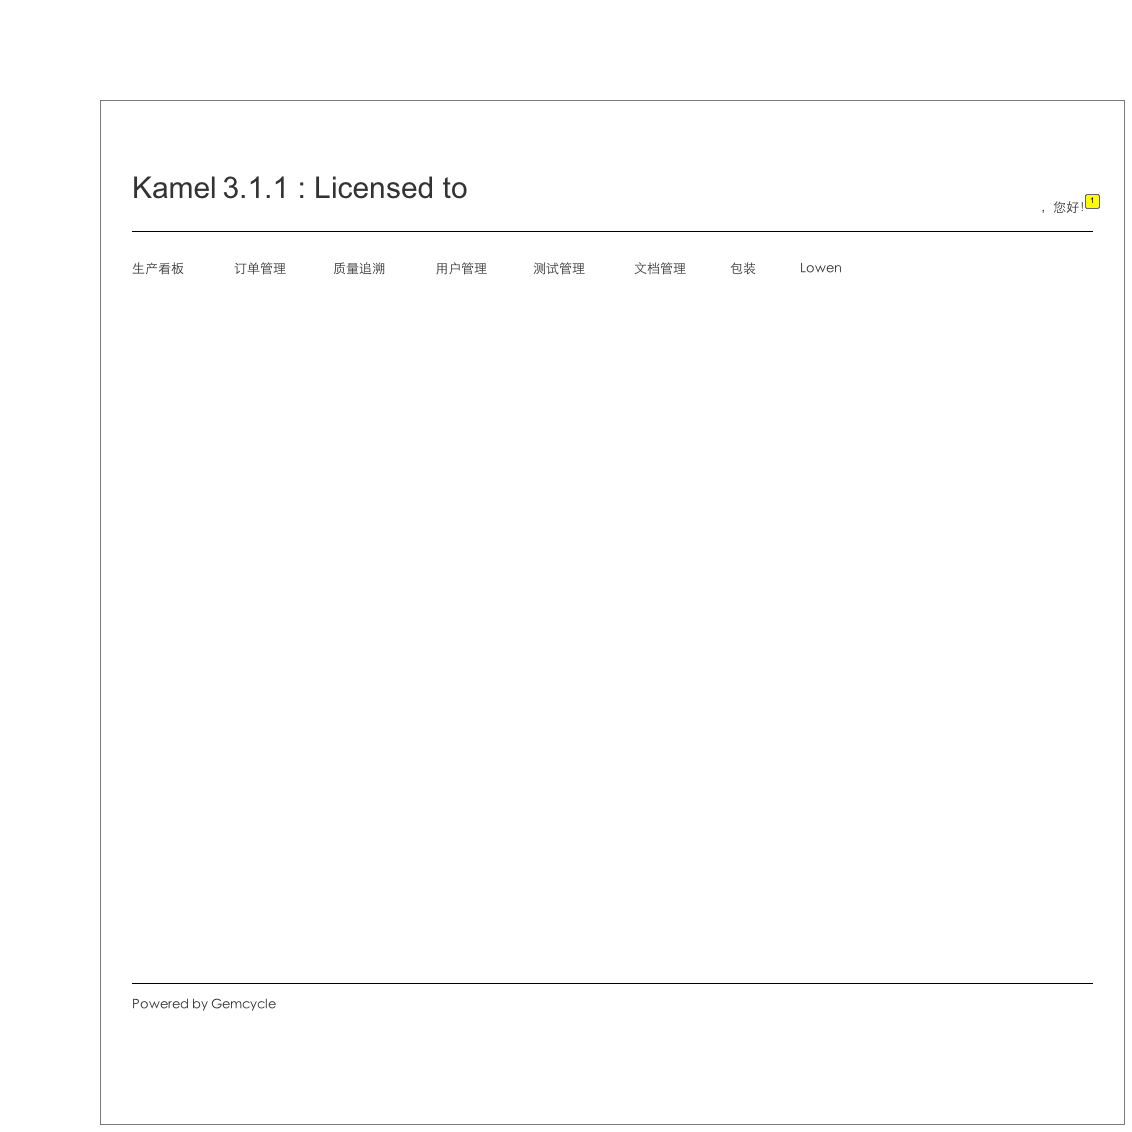 Kamel 3.1.1 : Licensed to
，您好!
1
生产看板 订单管理 质量追溯 用户管理 测试管理 文档管理 包装 Lowen
Powered by Gemcycle